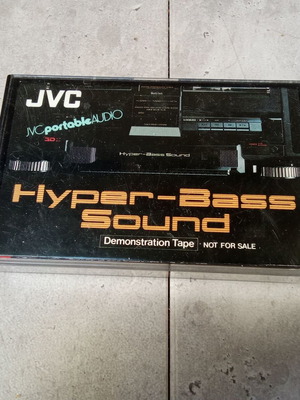 JVC
JVC portable AUDIO
Hyper-Bass Sound
Hyper-Bass
Sound
Demonstration Tape
NOT FOR SALE